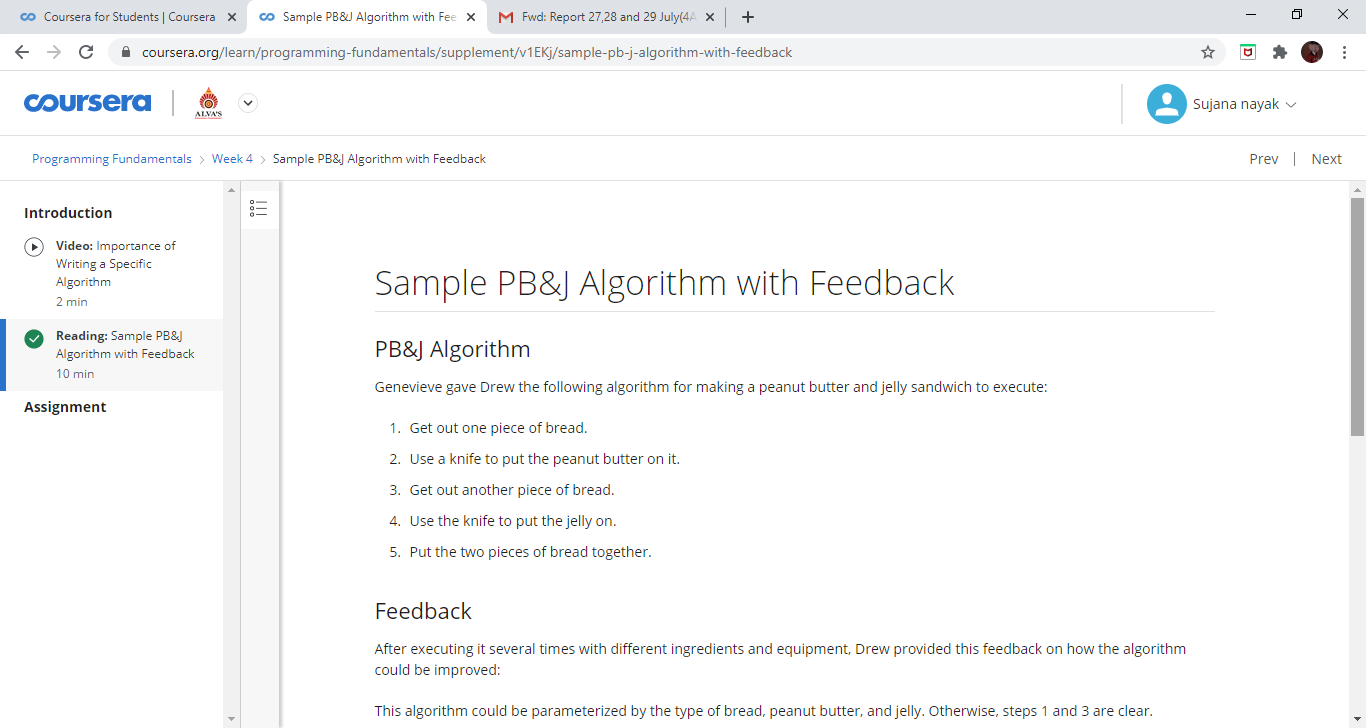 Coursera for Students | Coursera
Sample PB&J Algorithm with Fee
Fwd: Report 27,28 and 29 July(4A
coursera.org/learn/programming-fundamentals/supplement/v1EKj/sample-pb-j-algorithm-with-feedback
coursera
ALVA'S
Sujana nayak
Programming Fundamentals > Week 4 > Sample PB&J Algorithm with Feedback
Prev | Next
Introduction
Video: Importance of
Writing a Specific
Algorithm
2 min
Reading: Sample PB&J
Algorithm with Feedback
10 min
Assignment
Sample PB&J Algorithm with Feedback
PB&J Algorithm
Genevieve gave Drew the following algorithm for making a peanut butter and jelly sandwich to execute:
1. Get out one piece of bread.
2. Use a knife to put the peanut butter on it.
3. Get out another piece of bread.
4. Use the knife to put the jelly on.
5. Put the two pieces of bread together.
Feedback
After executing it several times with different ingredients and equipment, Drew provided this feedback on how the algorithm
could be improved:
This algorithm could be parameterized by the type of bread, peanut butter, and jelly. Otherwise, steps 1 and 3 are clear.